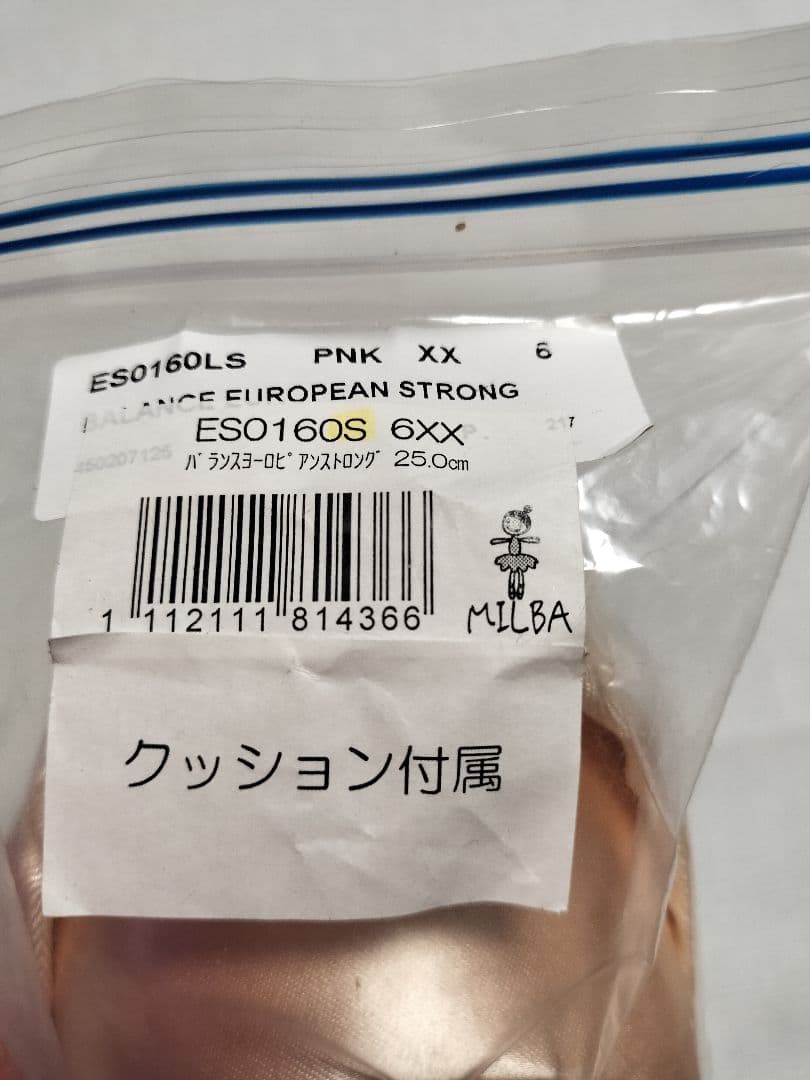 ES0160LS PNK XX 6
BALANCE EUROPEAN STRONG
ES0160S 6XX
バランスヨーロピアンストロング 25.0cm
1 112111 814366
MILBA
クッション付属